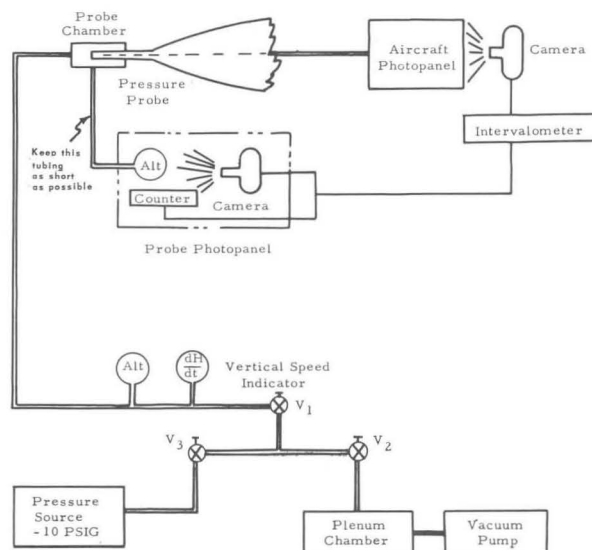 Probe
Chamber
Pressure
Probe
Aircraft
Photopanel
Camera
Intervalometer
Keep this
tubing
as short
as possible
Alt
Counter
Camera
Probe Photopanel
Alt
dH
dt
Vertical Speed
Indicator
V1
V3
V2
Pressure
Source
~10 PSIG
Plenum
Chamber
Vacuum
Pump